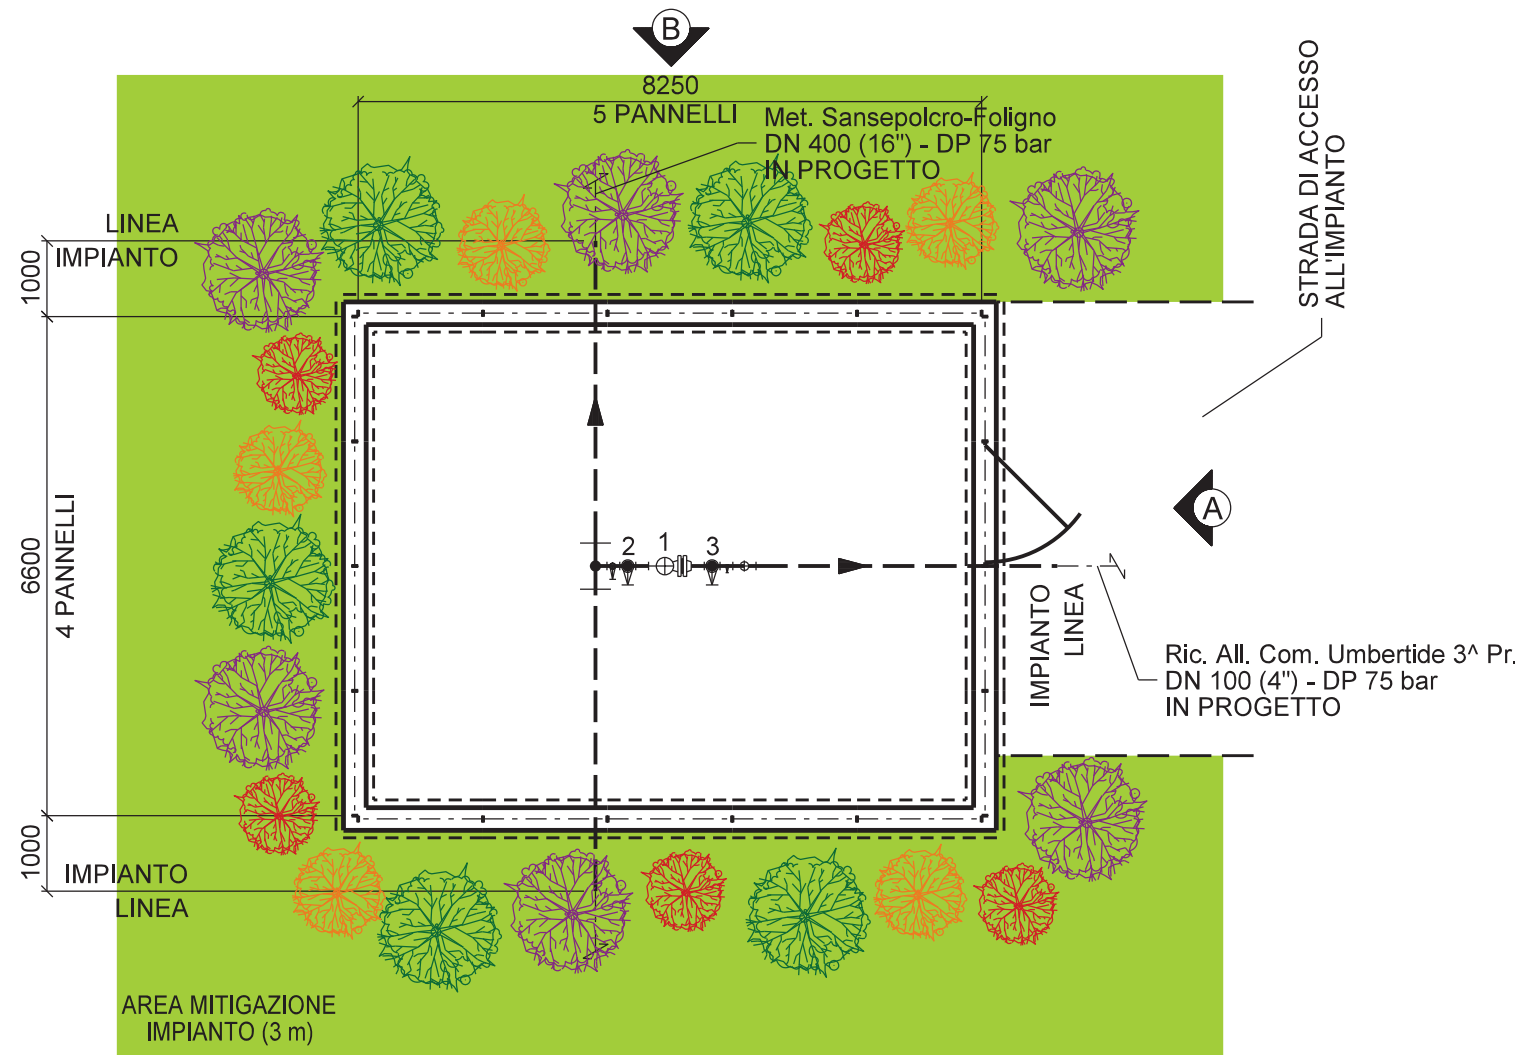 B
8250
5 PANNELLI
Met. Sansepolcro-Foligno
DN 400 (16") - DP 75 bar
IN PROGETTO
STRADA DI ACCESSO
ALL'IMPIANTO
LINEA
IMPIANTO
1000
6600
4 PANNELLI
1000
2
1
3
A
IMPIANTO
LINEA
Ric. All. Com. Umbertide 3^ Pr.
DN 100 (4") - DP 75 bar
IN PROGETTO
IMPIANTO
LINEA
AREA MITIGAZIONE
IMPIANTO (3 m)